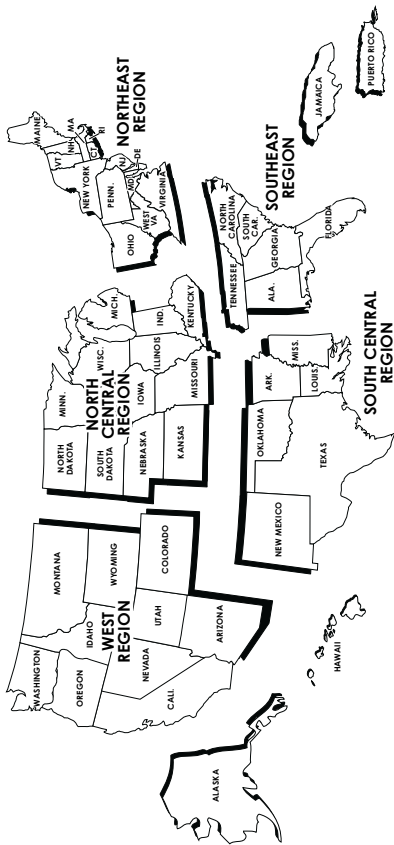 WEST
REGION
WASHINGTON
OREGON
CALI.
NEVADA
IDAHO
MONTANA
WYOMING
UTAH
COLORADO
ARIZONA
ALASKA
HAWAII
NORTH
CENTRAL
REGION
NORTH
DAKOTA
SOUTH
DAKOTA
NEBRASKA
KANSAS
MINN.
IOWA
MISSOURI
WISC.
ILLINOIS
MICH.
IND.
KENTUCKY
SOUTH CENTRAL
REGION
NEW MEXICO
OKLAHOMA
TEXAS
ARK.
LOUIS.
MISS.
NORTHEAST
REGION
MAINE
VT.
NH
MA
RI
CT
NEW YORK
PENN.
NJ
DE
MD
OHIO
WEST
VA.
VIRGINIA
SOUTHEAST
REGION
TENNESSEE
NORTH
CAROLINA
SOUTH
CAR.
ALA.
GEORGIA
FLORIDA
JAMAICA
PUERTO RICO